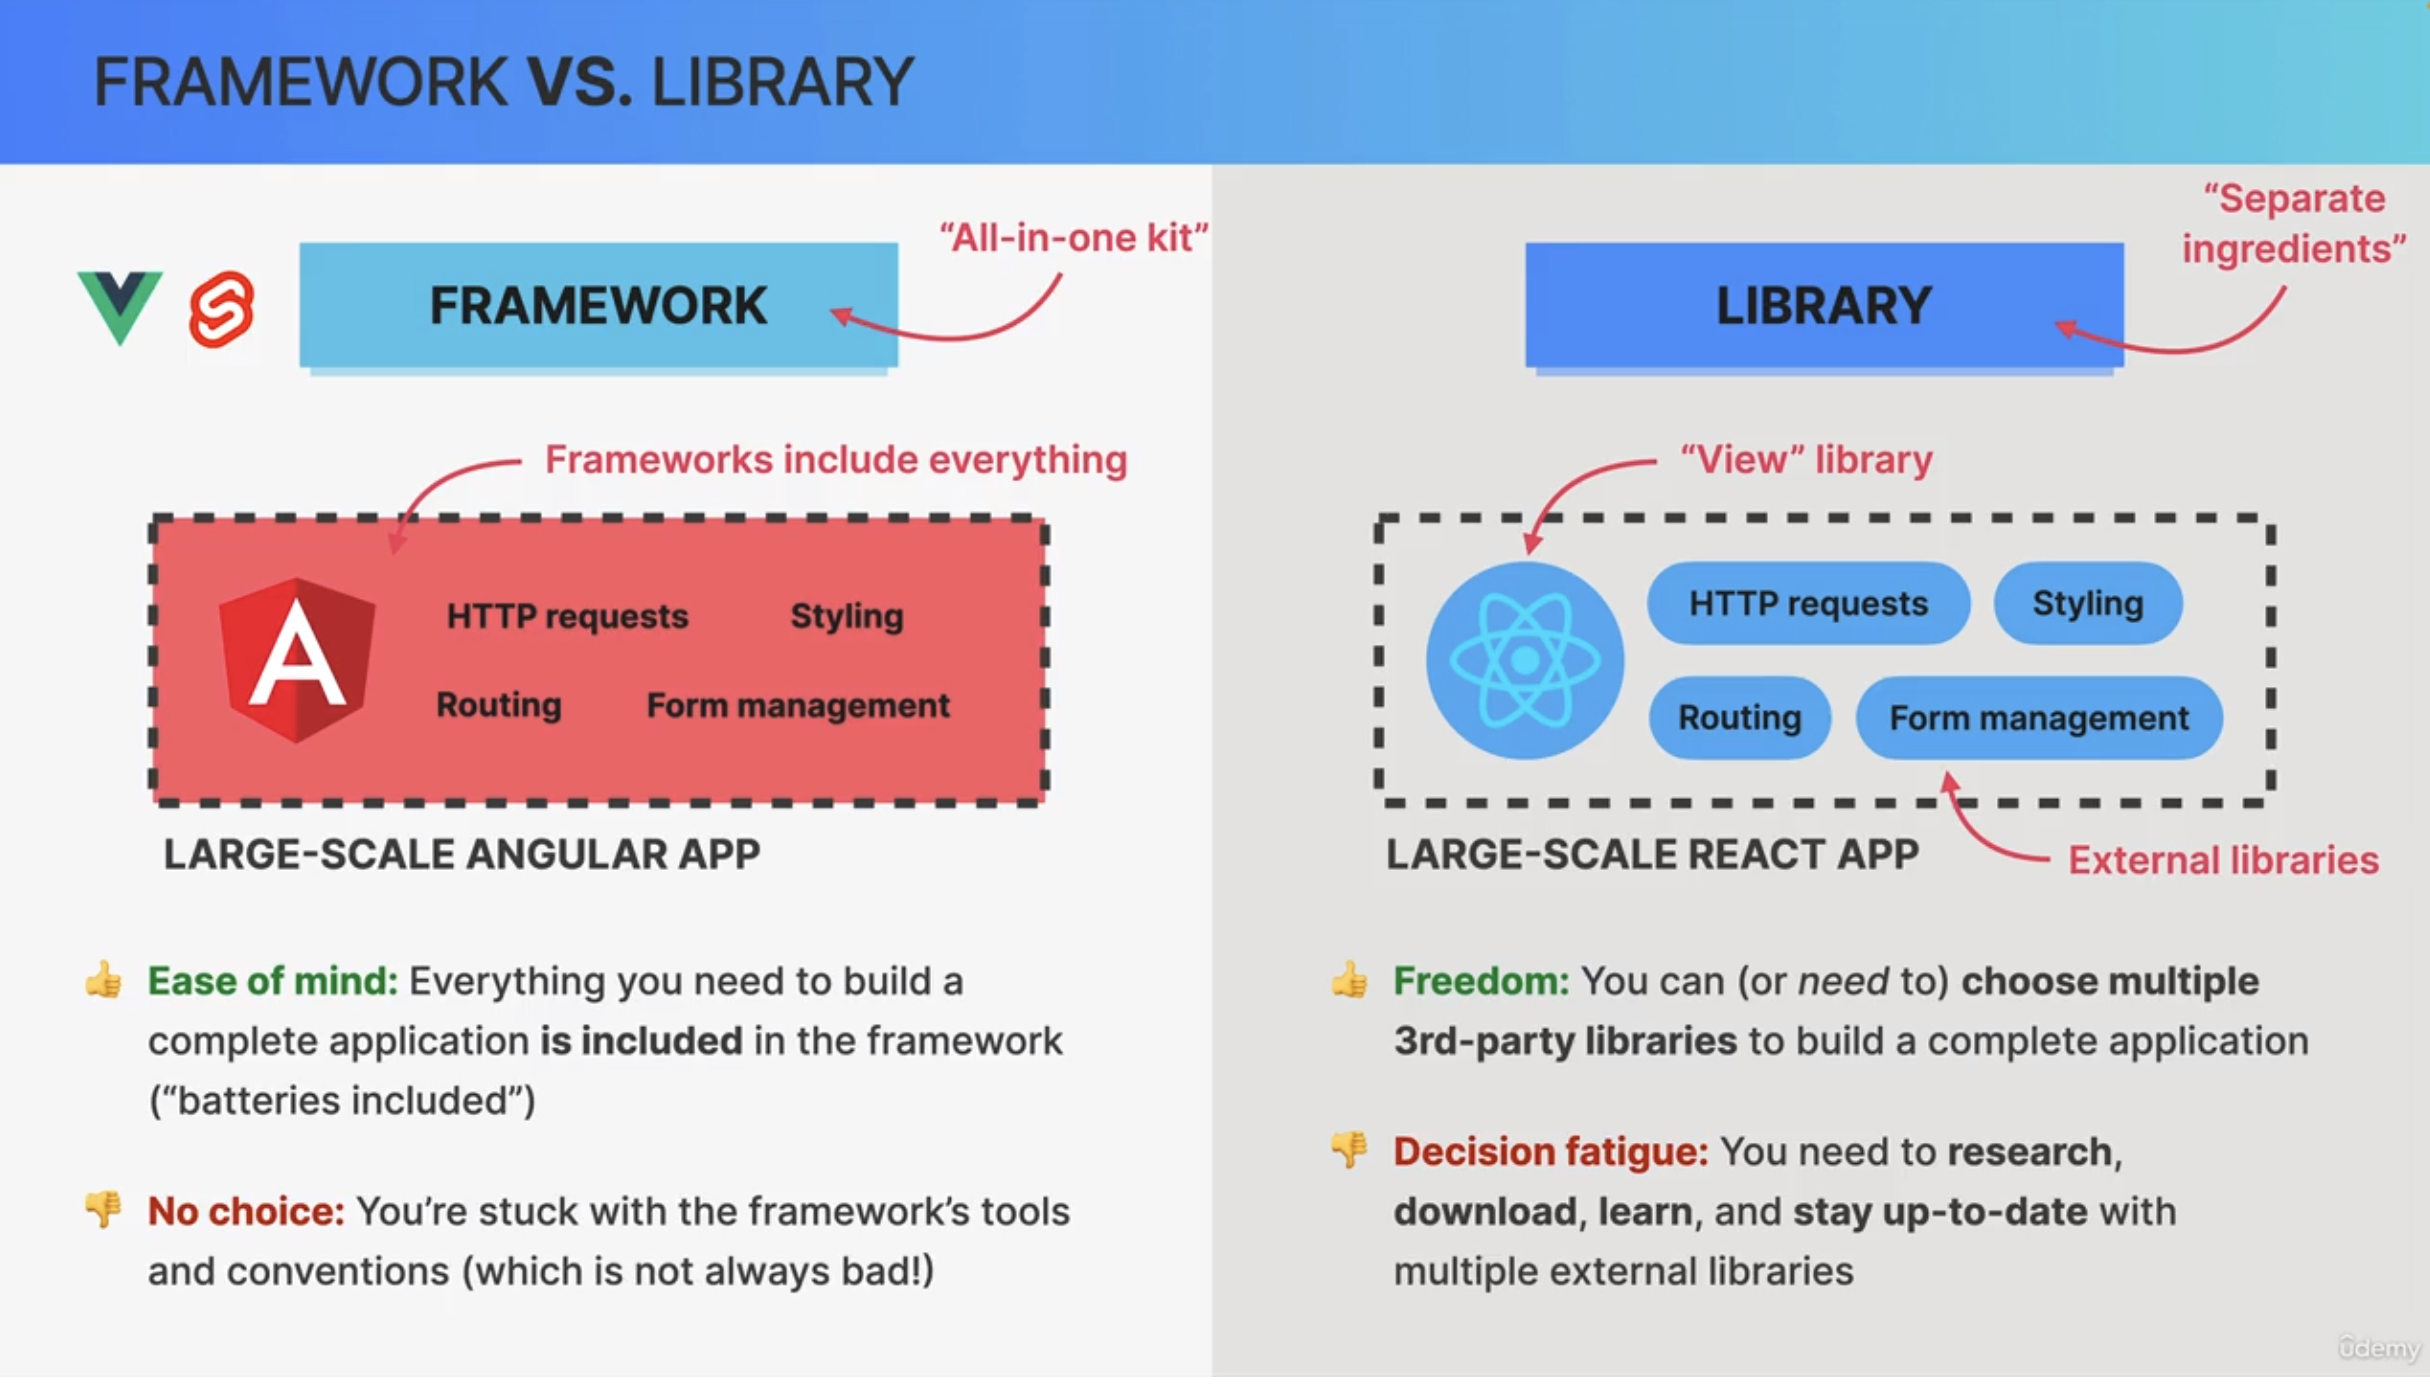 FRAMEWORK VS. LIBRARY
“All-in-one kit”
FRAMEWORK
Frameworks include everything
HTTP requests
Styling
Routing
Form management
LARGE-SCALE ANGULAR APP
👍 Ease of mind: Everything you need to build a
complete application is included in the framework
(“batteries included”)
👎 No choice: You’re stuck with the framework’s tools
and conventions (which is not always bad!)
“Separate
ingredients”
LIBRARY
“View” library
HTTP requests
Styling
Routing
Form management
LARGE-SCALE REACT APP
External libraries
👍 Freedom: You can (or need to) choose multiple
3rd-party libraries to build a complete application
👎 Decision fatigue: You need to research,
download, learn, and stay up-to-date with
multiple external libraries
ûdemy